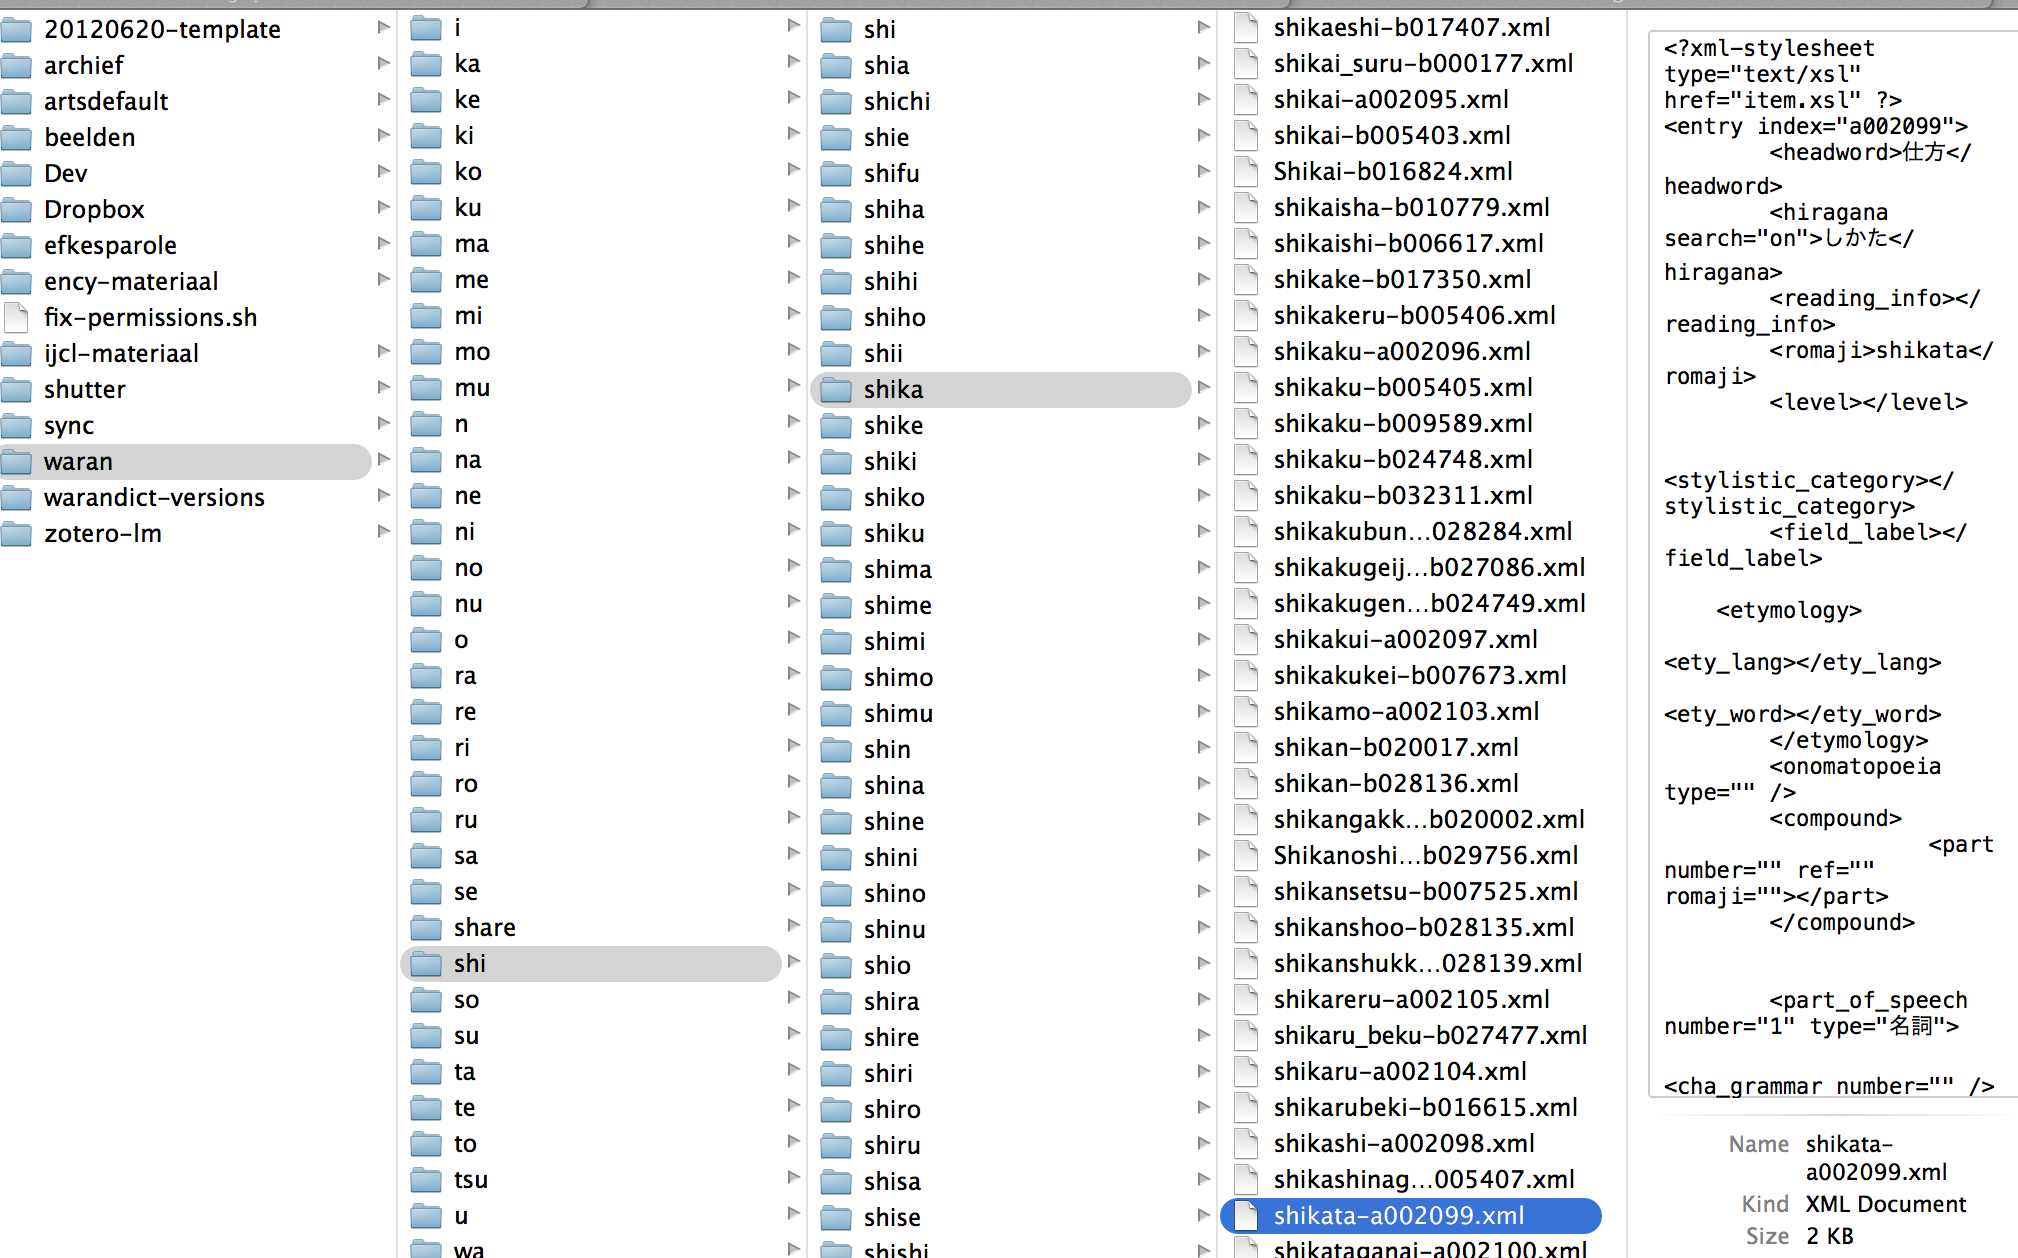 20120620-template
archief
artsdefault
beelden
Dev
Dropbox
efkesparole
ency-materiaal
fix-permissions.sh
ijcl-materiaal
shutter
sync
waran
warandict-versions
zotero-lm
i
ka
ke
ki
ko
ku
ma
me
mi
mo
mu
n
na
ne
ni
no
nu
o
ra
re
ri
ro
ru
sa
se
share
shi
so
su
ta
te
to
tsu
u
wa
shi
shia
shichi
shie
shifu
shiha
shihe
shihi
shiho
shii
shika
shike
shiki
shiko
shiku
shima
shime
shimi
shimo
shimu
shin
shina
shine
shini
shino
shinu
shio
shira
shire
shiri
shiro
shiru
shisa
shise
shishi
shikaeshi-b017407.xml
shikai_suru-b000177.xml
shikai-a002095.xml
shikai-b005403.xml
Shikai-b016824.xml
shikaisha-b010779.xml
shikaishi-b006617.xml
shikake-b017350.xml
shikakeru-b005406.xml
shikaku-a002096.xml
shikaku-b005405.xml
shikaku-b009589.xml
shikaku-b024748.xml
shikaku-b032311.xml
shikakubun...028284.xml
shikakugeij...b027086.xml
shikakugen...b024749.xml
shikakui-a002097.xml
shikakukei-b007673.xml
shikamo-a002103.xml
shikan-b020017.xml
shikan-b028136.xml
shikangakk...b020002.xml
Shikanoshi...b029756.xml
shikansetsu-b007525.xml
shikanshoo-b028135.xml
shikanshukk...028139.xml
shikareru-a002105.xml
shikaru_beku-b027477.xml
shikaru-a002104.xml
shikarubeki-b016615.xml
shikashi-a002098.xml
shikashinag...005407.xml
shikata-a002099.xml
shikataganai-a002100.xml
<?xml-stylesheet
type="text/xsl"
href="item.xsl" ?>
<entry index="a002099">
<headword>仕方</
headword>
<hiragana
search="on">しかた</
hiragana>
<reading_info></
reading_info>
<romaji>shikata</
romaji>
<level></level>
<stylistic_category></
stylistic_category>
<field_label></
field_label>
<etymology>
<ety_lang></ety_lang>
<ety_word></ety_word>
</etymology>
<onomatopoeia
type="" />
<compound>
<part
number="" ref=""
romaji=""></part>
</compound>
<part_of_speech
number="1" type="名詞">
<cha_grammar number="" />
Name shikata-
a002099.xml
Kind XML Document
Size 2 KB